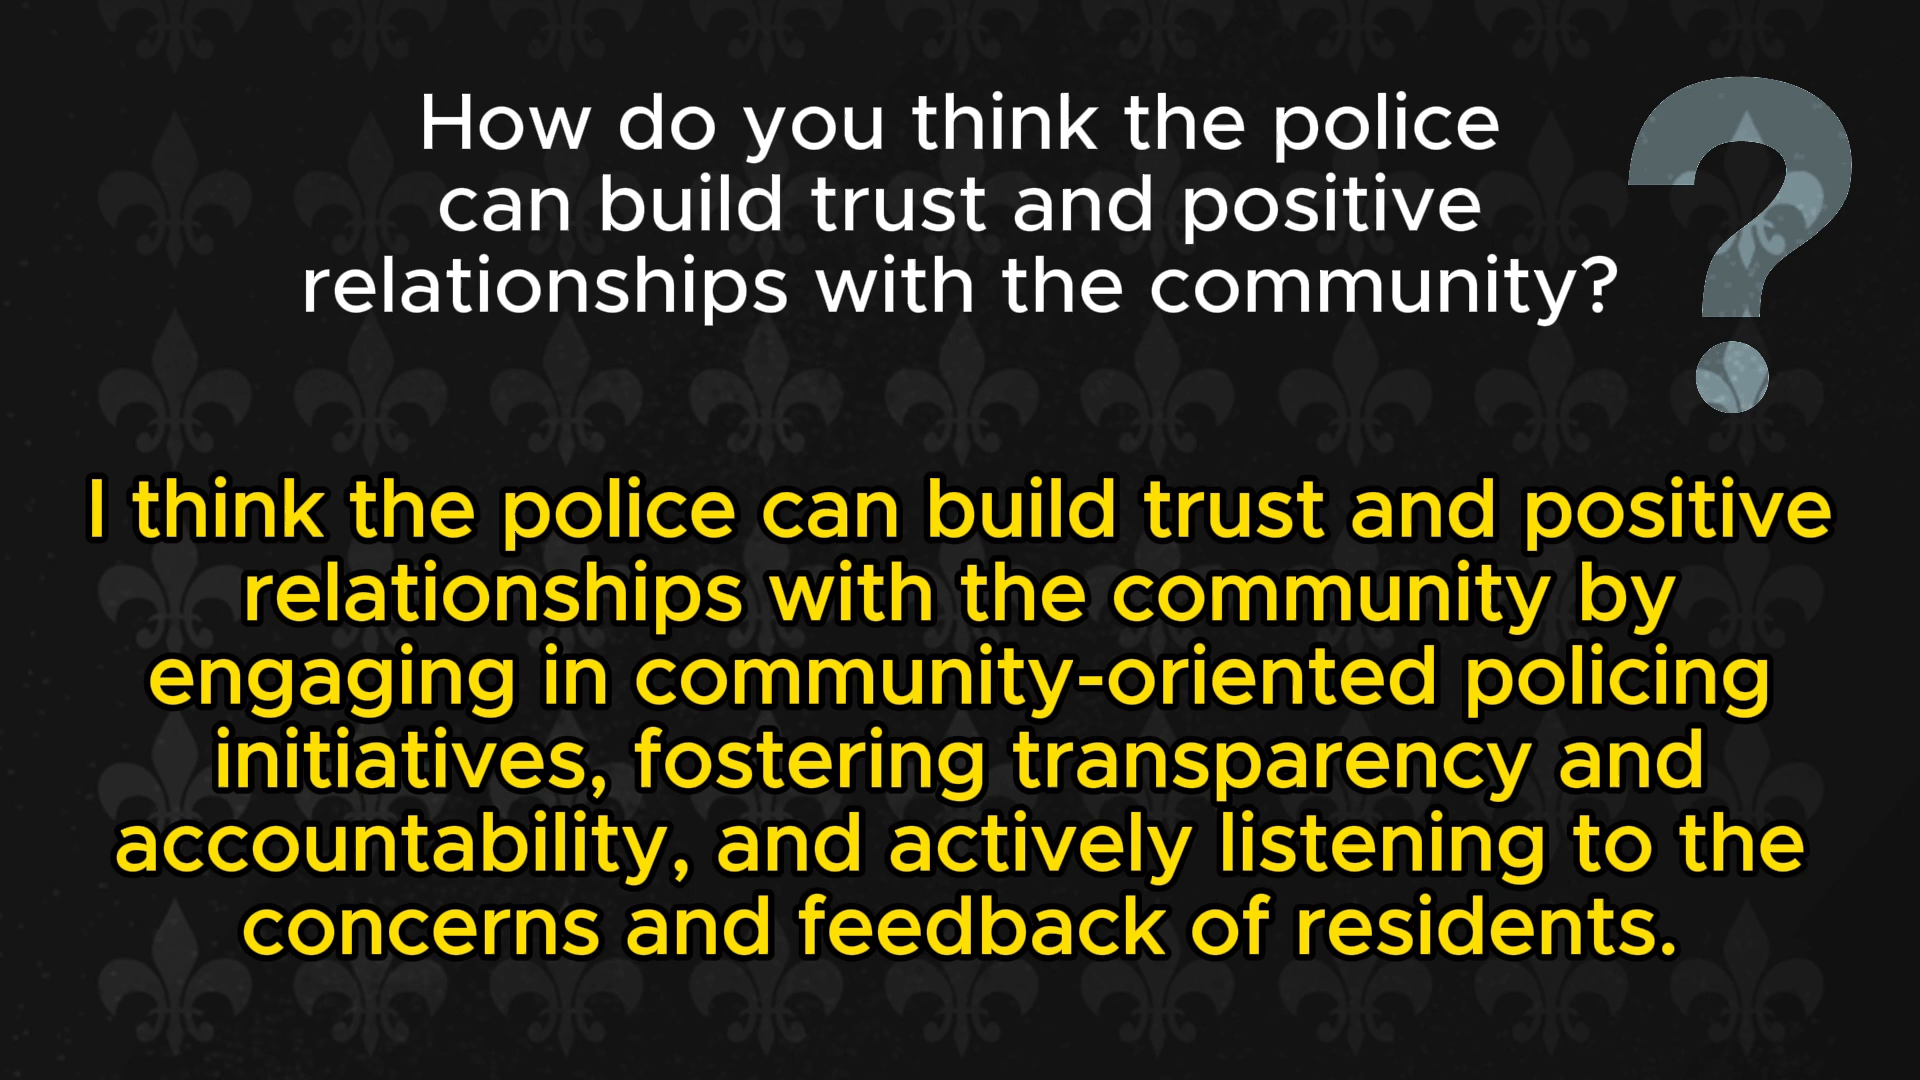 How do you think the police
can build trust and positive
relationships with the community?
I think the police can build trust and positive
relationships with the community by
engaging in community-oriented policing
initiatives, fostering transparency and
accountability, and actively listening to the
concerns and feedback of residents.